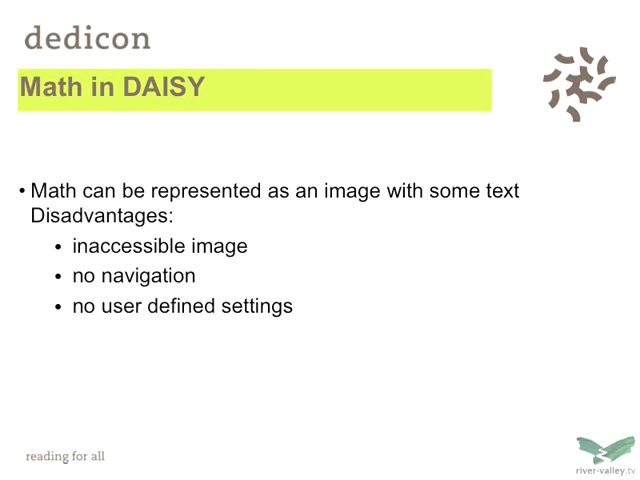 dedicon
Math in DAISY
• Math can be represented as an image with some text
Disadvantages:
• inaccessible image
• no navigation
• no user defined settings
reading for all
river-valley.tv